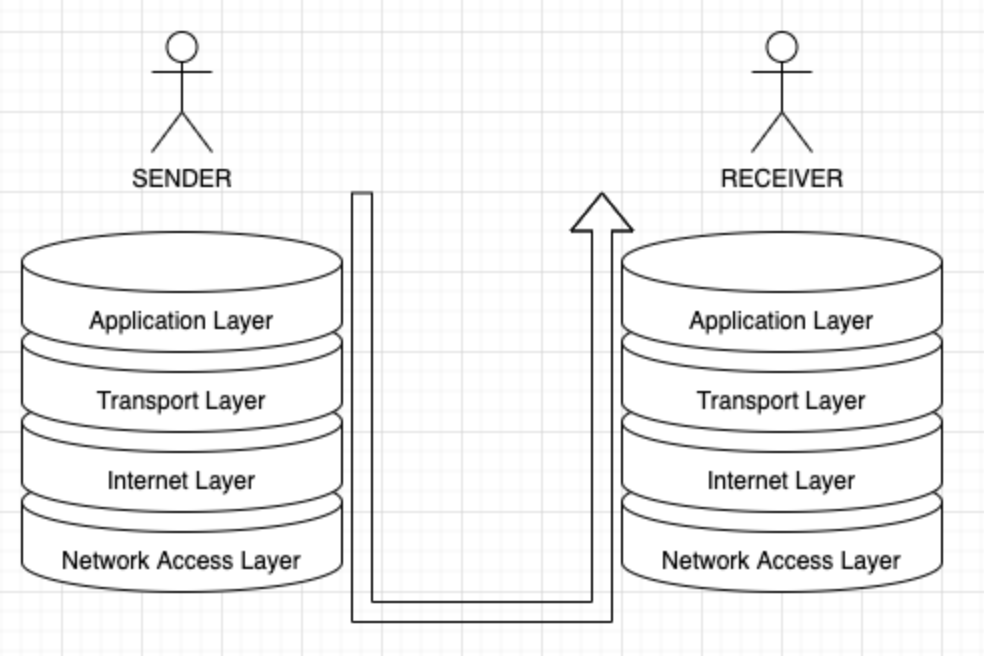 SENDER
RECEIVER
Application Layer
Transport Layer
Internet Layer
Network Access Layer
Application Layer
Transport Layer
Internet Layer
Network Access Layer